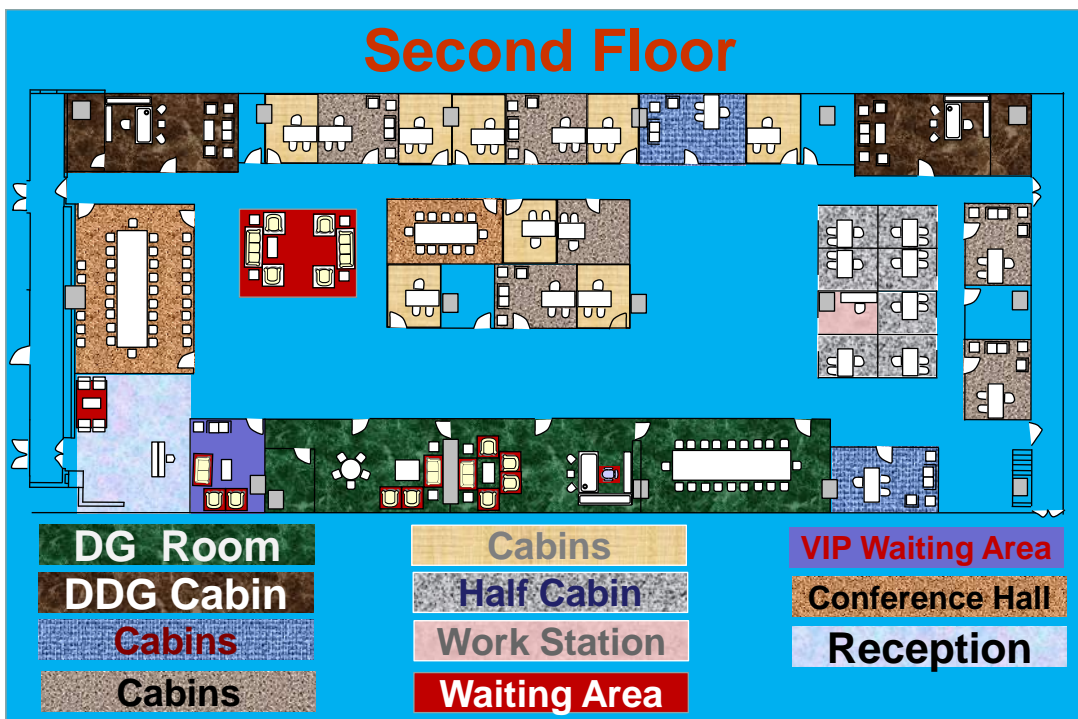 Second Floor
DG Room
DDG Cabin
Cabins
Cabins
Cabins
Half Cabin
Work Station
Waiting Area
VIP Waiting Area
Conference Hall
Reception